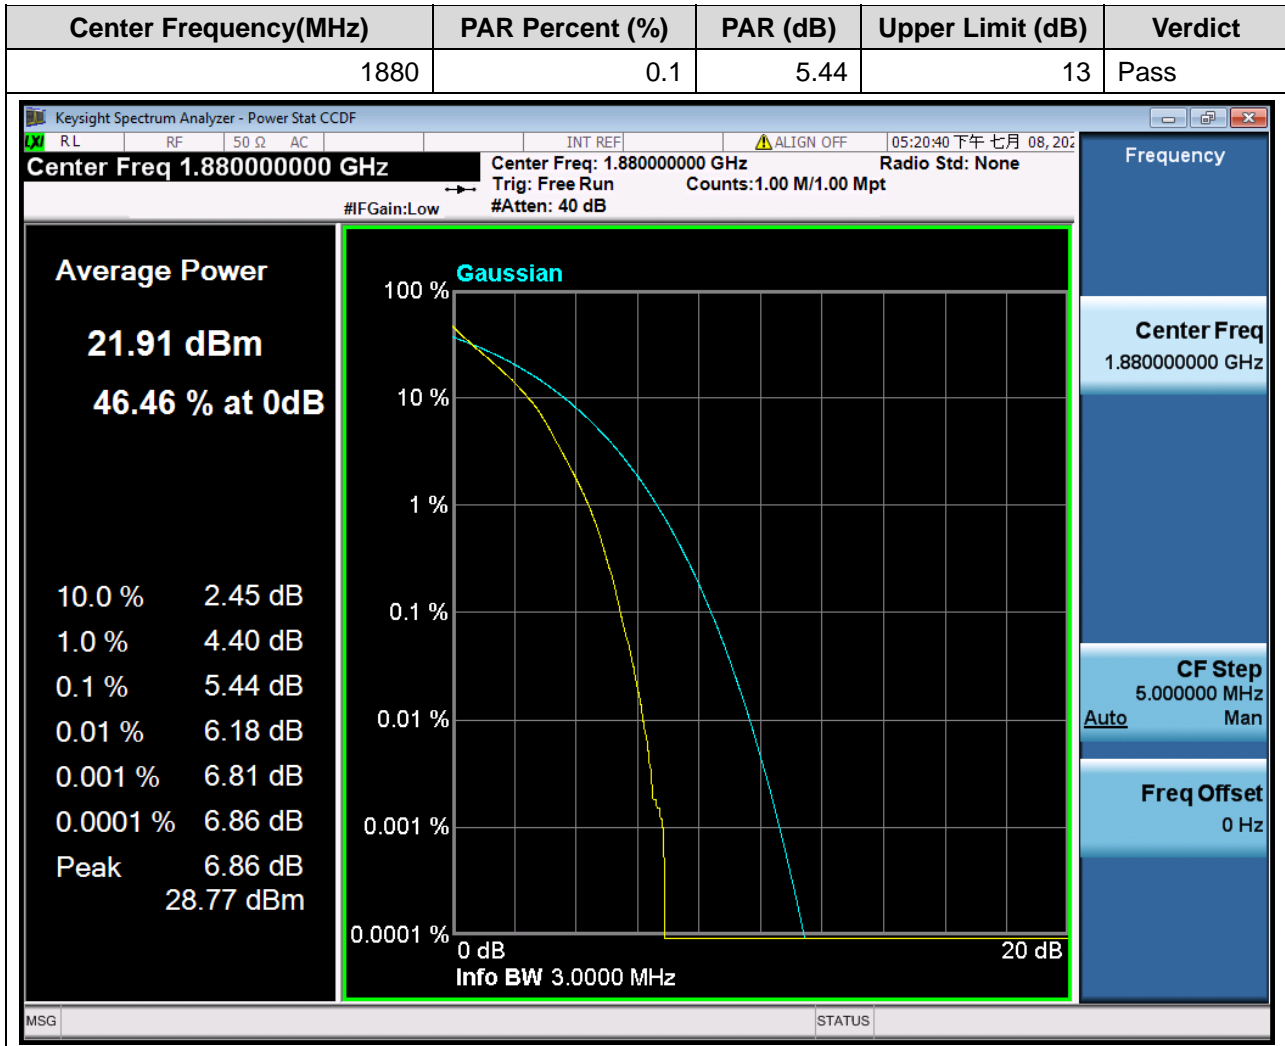 Center Frequency(MHz) PAR Percent (%) PAR (dB) Upper Limit (dB) Verdict
1880 0.1 5.44 13 Pass
Keysight Spectrum Analyzer - Power Stat CCDF
LXI RL RF 50 Ω AC INT REF ALIGN OFF 05:20:40 下午 七月 08, 202
Center Freq 1.880000000 GHz
Center Freq: 1.880000000 GHz Radio Std: None
Trig: Free Run Counts:1.00 M/1.00 Mpt
#IFGain:Low #Atten: 40 dB
Frequency
Average Power
21.91 dBm
46.46 % at 0dB
10.0 % 2.45 dB
1.0 % 4.40 dB
0.1 % 5.44 dB
0.01 % 6.18 dB
0.001 % 6.81 dB
0.0001 % 6.86 dB
Peak 6.86 dB
28.77 dBm
Gaussian
100 %
10 %
1 %
0.1 %
0.01 %
0.001 %
0.0001 %
0 dB 20 dB
Info BW 3.0000 MHz
Center Freq
1.880000000 GHz
CF Step
5.000000 MHz
Auto Man
Freq Offset
0 Hz
MSG STATUS